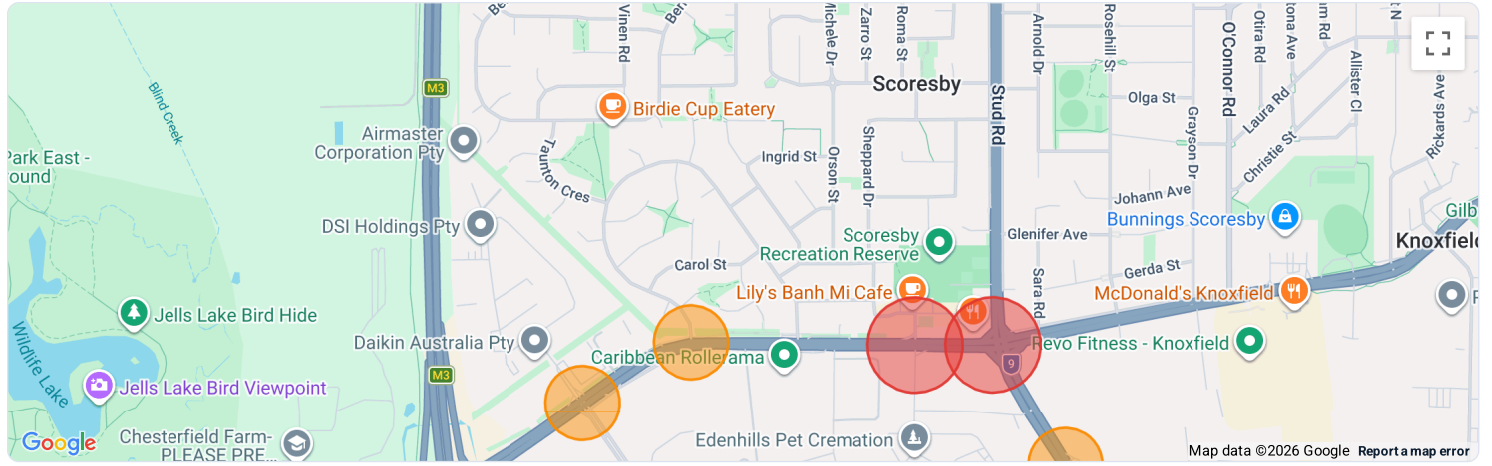 Vinen Rd
Michele Dr
Zarro St
Roma St
Stud Rd
Arnold Dr
Rosehill St
O'Connor Rd
Otira Rd
Allister Cl
Rickards Ave
M3
Scoresby
Blind Creek
Birdie Cup Eatery
Olga St
Laura Rd
Grayson Dr
Christie St
Airmaster
Corporation Pty
Park East -
Taunton Cres
Ingrid St
Orson St
Sheppard Dr
Johann Ave
DSI Holdings Pty
Scoresby
Recreation Reserve
Glenifer Ave
Bunnings Scoresby
Carol St
Gerda St
Sara Rd
Lily's Banh Mi Cafe
McDonald's Knoxfield
Jells Lake Bird Hide
Wildlife Lake
Daikin Australia Pty
Caribbean Rollerama
Revo Fitness - Knoxfield
9
M3
Jells Lake Bird Viewpoint
Google
Chesterfield Farm-
PLEASE PRE...
Edenhills Pet Cremation
Map data ©2026 Google
Report a map error